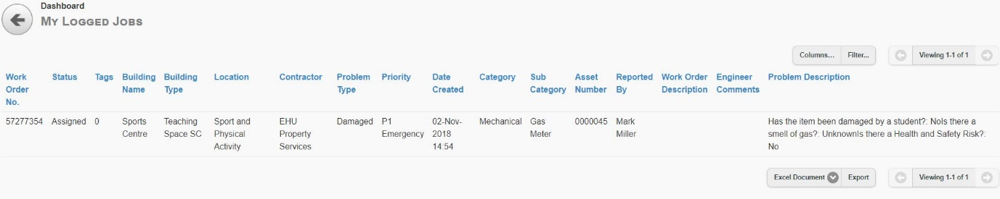 Dashboard
MY LOGGED JOBS
Columns... Filter... Viewing 1-1 of 1
Work Order No. Status Tags Building Name Building Type Location Contractor Problem Type Priority Date Created Category Sub Category Asset Number Reported By Work Order Description Engineer Comments Problem Description
57277354 Assigned 0 Sports Centre Teaching Space SC Sport and Physical Activity EHU Property Services Damaged P1 Emergency 02-Nov-2018 14:54 Mechanical Gas Meter 0000045 Mark Miller Has the item been damaged by a student?: NoIs there a smell of gas?: UnknownIs there a Health and Safety Risk?: No
Excel Document Export Viewing 1-1 of 1